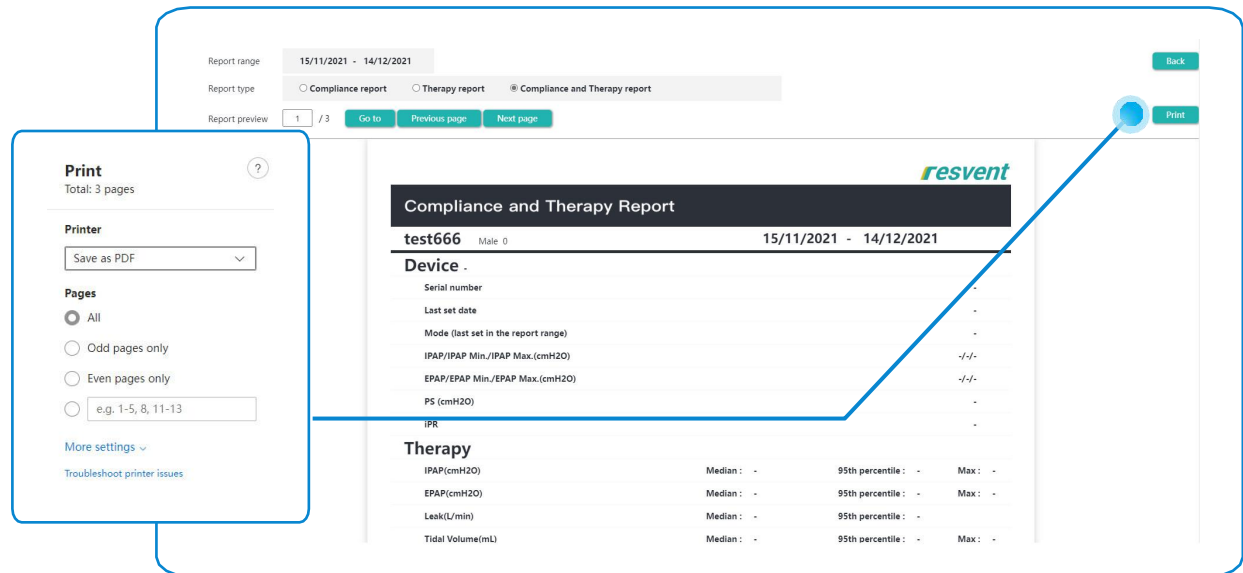 Report range 15/11/2021 - 14/12/2021
Back
Report type Compliance report Therapy report Compliance and Therapy report
Report preview 1 / 3 Go to Previous page Next page
Print
Print
?
Total: 3 pages
Printer
Save as PDF
Pages
All
Odd pages only
Even pages only
e.g. 1-5, 8, 11-13
More settings
Troubleshoot printer issues
resvent
Compliance and Therapy Report
test666 Male 0 15/11/2021 - 14/12/2021
Device -
Serial number -
Last set date -
Mode (last set in the report range) -
IPAP/IPAP Min./IPAP Max.(cmH2O) -/-/-
EPAP/EPAP Min./EPAP Max.(cmH2O) -/-/-
PS (cmH2O) -
iPR -
Therapy
IPAP(cmH2O) Median : - 95th percentile : - Max : -
EPAP(cmH2O) Median : - 95th percentile : - Max : -
Leak(L/min) Median : - 95th percentile : -
Tidal Volume(mL) Median : - 95th percentile : - Max : -